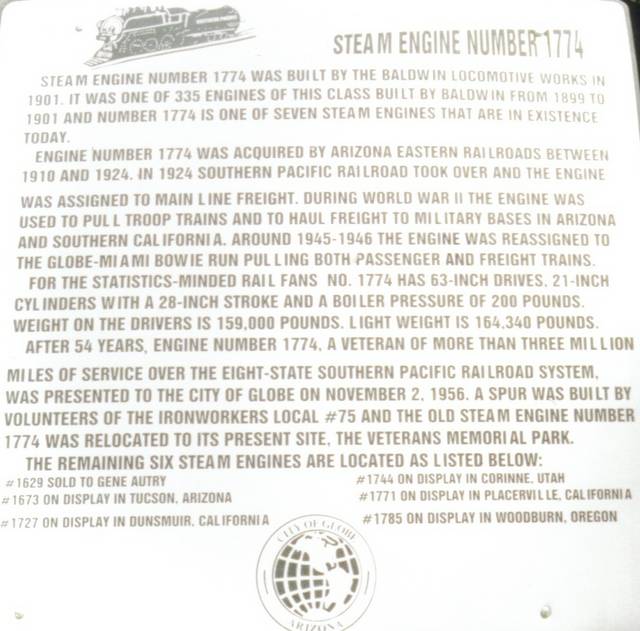 STEAM ENGINE NUMBER 1774
STEAM ENGINE NUMBER 1774 WAS BUILT BY THE BALDWIN LOCOMOTIVE WORKS IN
1901. IT WAS ONE OF 335 ENGINES OF THIS CLASS BUILT BY BALDWIN FROM 1899 TO
1901 AND NUMBER 1774 IS ONE OF SEVEN STEAM ENGINES THAT ARE IN EXISTENCE
TODAY.
ENGINE NUMBER 1774 WAS ACQUIRED BY ARIZONA EASTERN RAILROADS BETWEEN
1910 AND 1924. IN 1924 SOUTHERN PACIFIC RAILROAD TOOK OVER AND THE ENGINE
WAS ASSIGNED TO MAIN LINE FREIGHT. DURING WORLD WAR II THE ENGINE WAS
USED TO PULL TROOP TRAINS AND TO HAUL FREIGHT TO MILITARY BASES IN ARIZONA
AND SOUTHERN CALIFORNIA. AROUND 1945-1946 THE ENGINE WAS REASSIGNED TO
THE GLOBE-MIAMI BOWIE RUN PULLING BOTH PASSENGER AND FREIGHT TRAINS.
FOR THE STATISTICS-MINDED RAIL FANS NO. 1774 HAS 63-INCH DRIVES, 21-INCH
CYLINDERS WITH A 28-INCH STROKE AND A BOILER PRESSURE OF 200 POUNDS.
WEIGHT ON THE DRIVERS IS 159,000 POUNDS. LIGHT WEIGHT IS 164,340 POUNDS.
AFTER 54 YEARS, ENGINE NUMBER 1774, A VETERAN OF MORE THAN THREE MILLION
MILES OF SERVICE OVER THE EIGHT-STATE SOUTHERN PACIFIC RAILROAD SYSTEM,
WAS PRESENTED TO THE CITY OF GLOBE ON NOVEMBER 2, 1956. A SPUR WAS BUILT BY
VOLUNTEERS OF THE IRONWORKERS LOCAL #75 AND THE OLD STEAM ENGINE NUMBER
1774 WAS RELOCATED TO ITS PRESENT SITE, THE VETERANS MEMORIAL PARK.
THE REMAINING SIX STEAM ENGINES ARE LOCATED AS LISTED BELOW:
#1629 SOLD TO GENE AUTRY
#1673 ON DISPLAY IN TUCSON, ARIZONA
#1727 ON DISPLAY IN DUNSMUIR, CALIFORNIA
#1744 ON DISPLAY IN CORINNE, UTAH
#1771 ON DISPLAY IN PLACERVILLE, CALIFORNIA
#1785 ON DISPLAY IN WOODBURN, OREGON
CITY OF GLOBE
ARIZONA